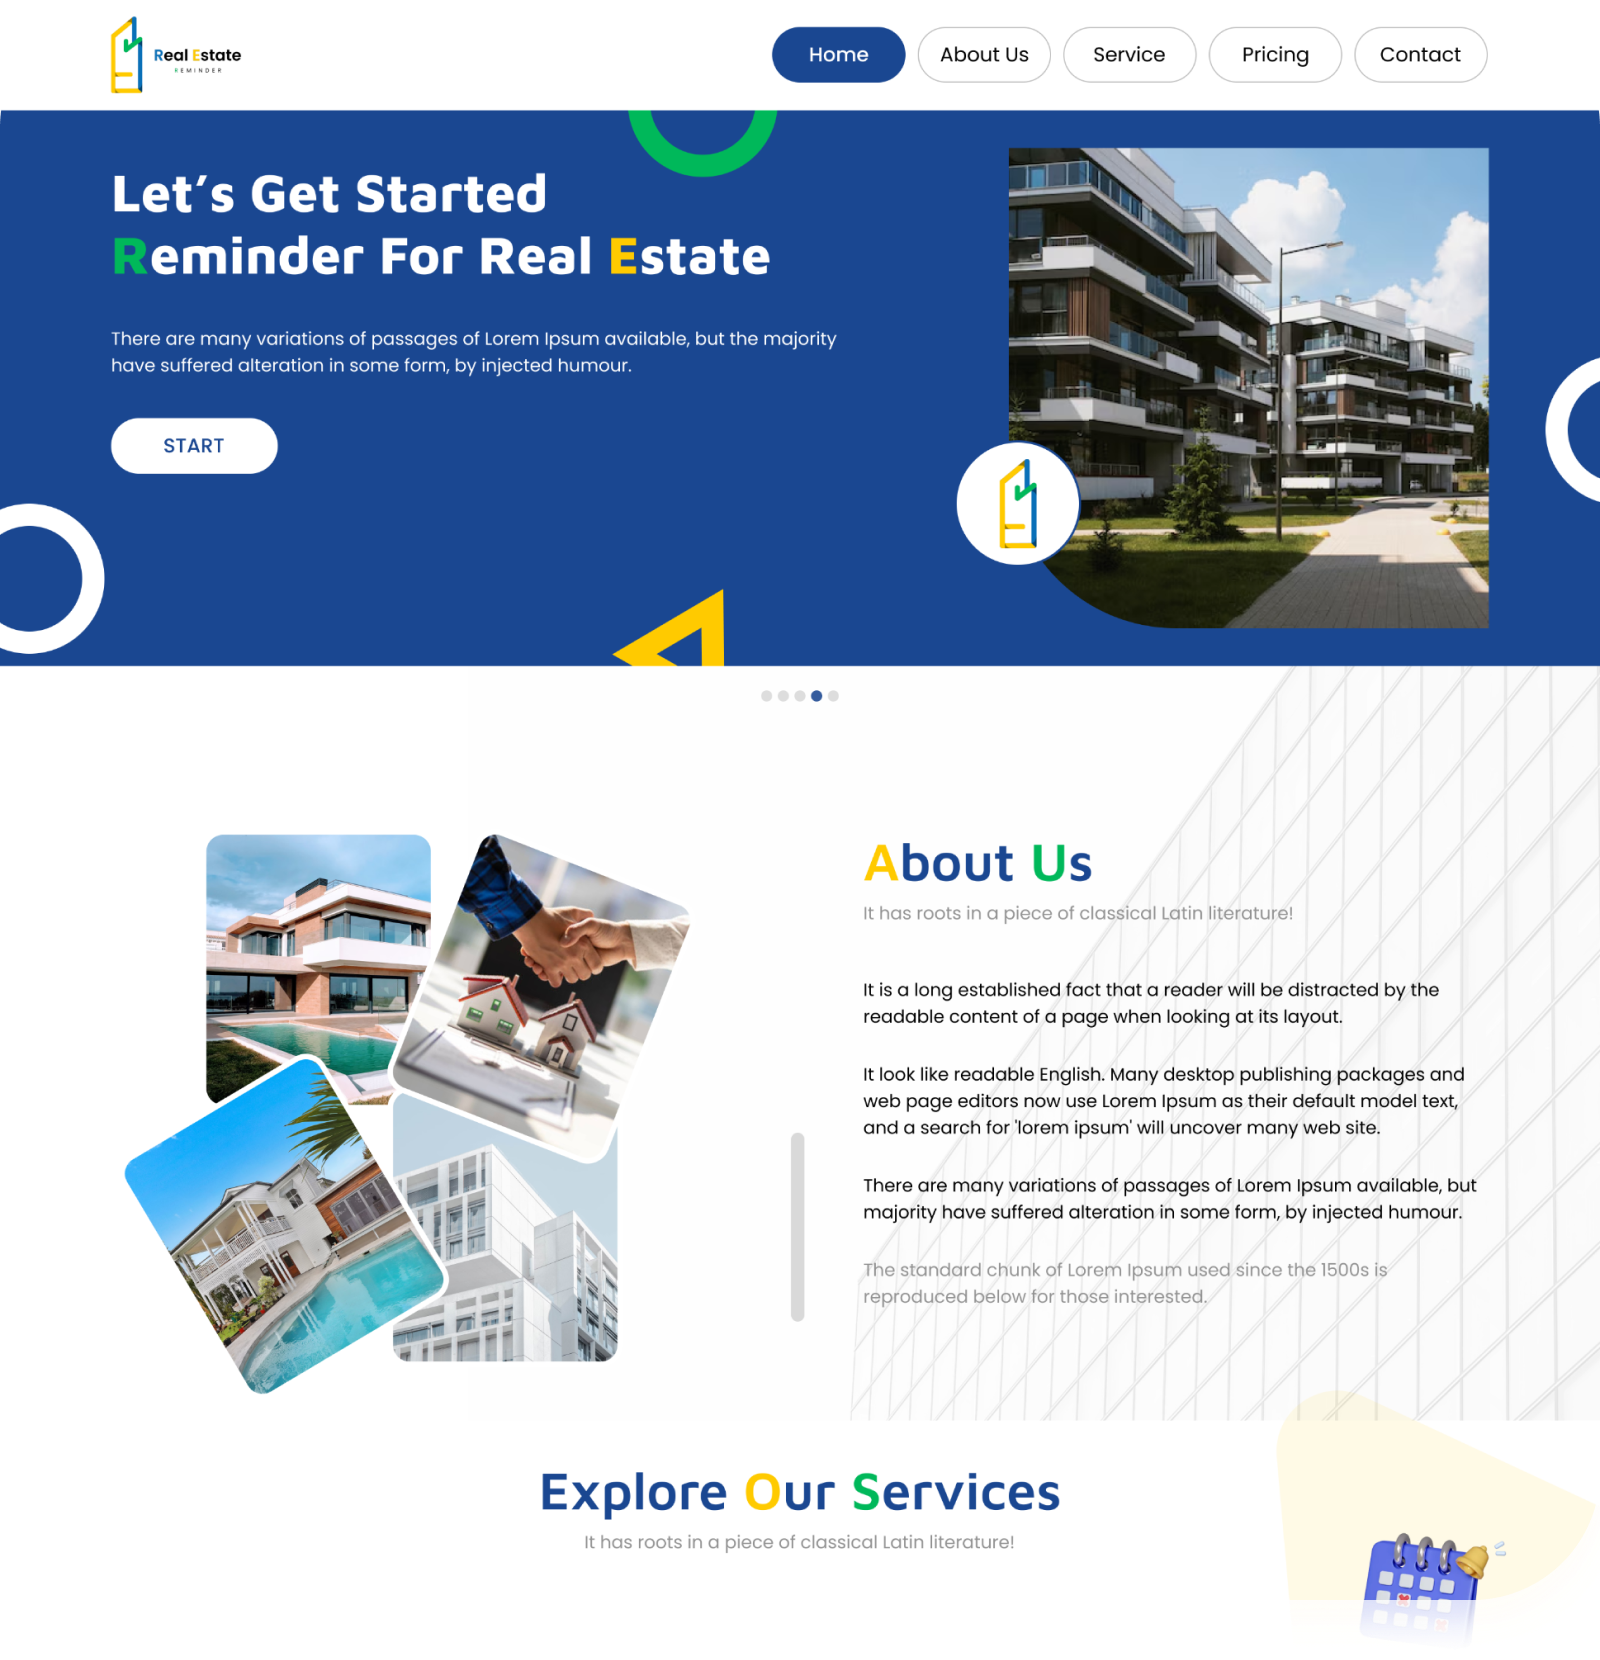 Real Estate
REMINDER
Home
About Us
Service
Pricing
Contact
Let’s Get Started
Reminder For Real Estate
There are many variations of passages of Lorem Ipsum available, but the majority
have suffered alteration in some form, by injected humour.
START
About Us
It has roots in a piece of classical Latin literature!
It is a long established fact that a reader will be distracted by the
readable content of a page when looking at its layout.
It look like readable English. Many desktop publishing packages and
web page editors now use Lorem Ipsum as their default model text,
and a search for 'lorem ipsum' will uncover many web site.
There are many variations of passages of Lorem Ipsum available, but
majority have suffered alteration in some form, by injected humour.
The standard chunk of Lorem Ipsum used since the 1500s is
reproduced below for those interested.
Explore Our Services
It has roots in a piece of classical Latin literature!